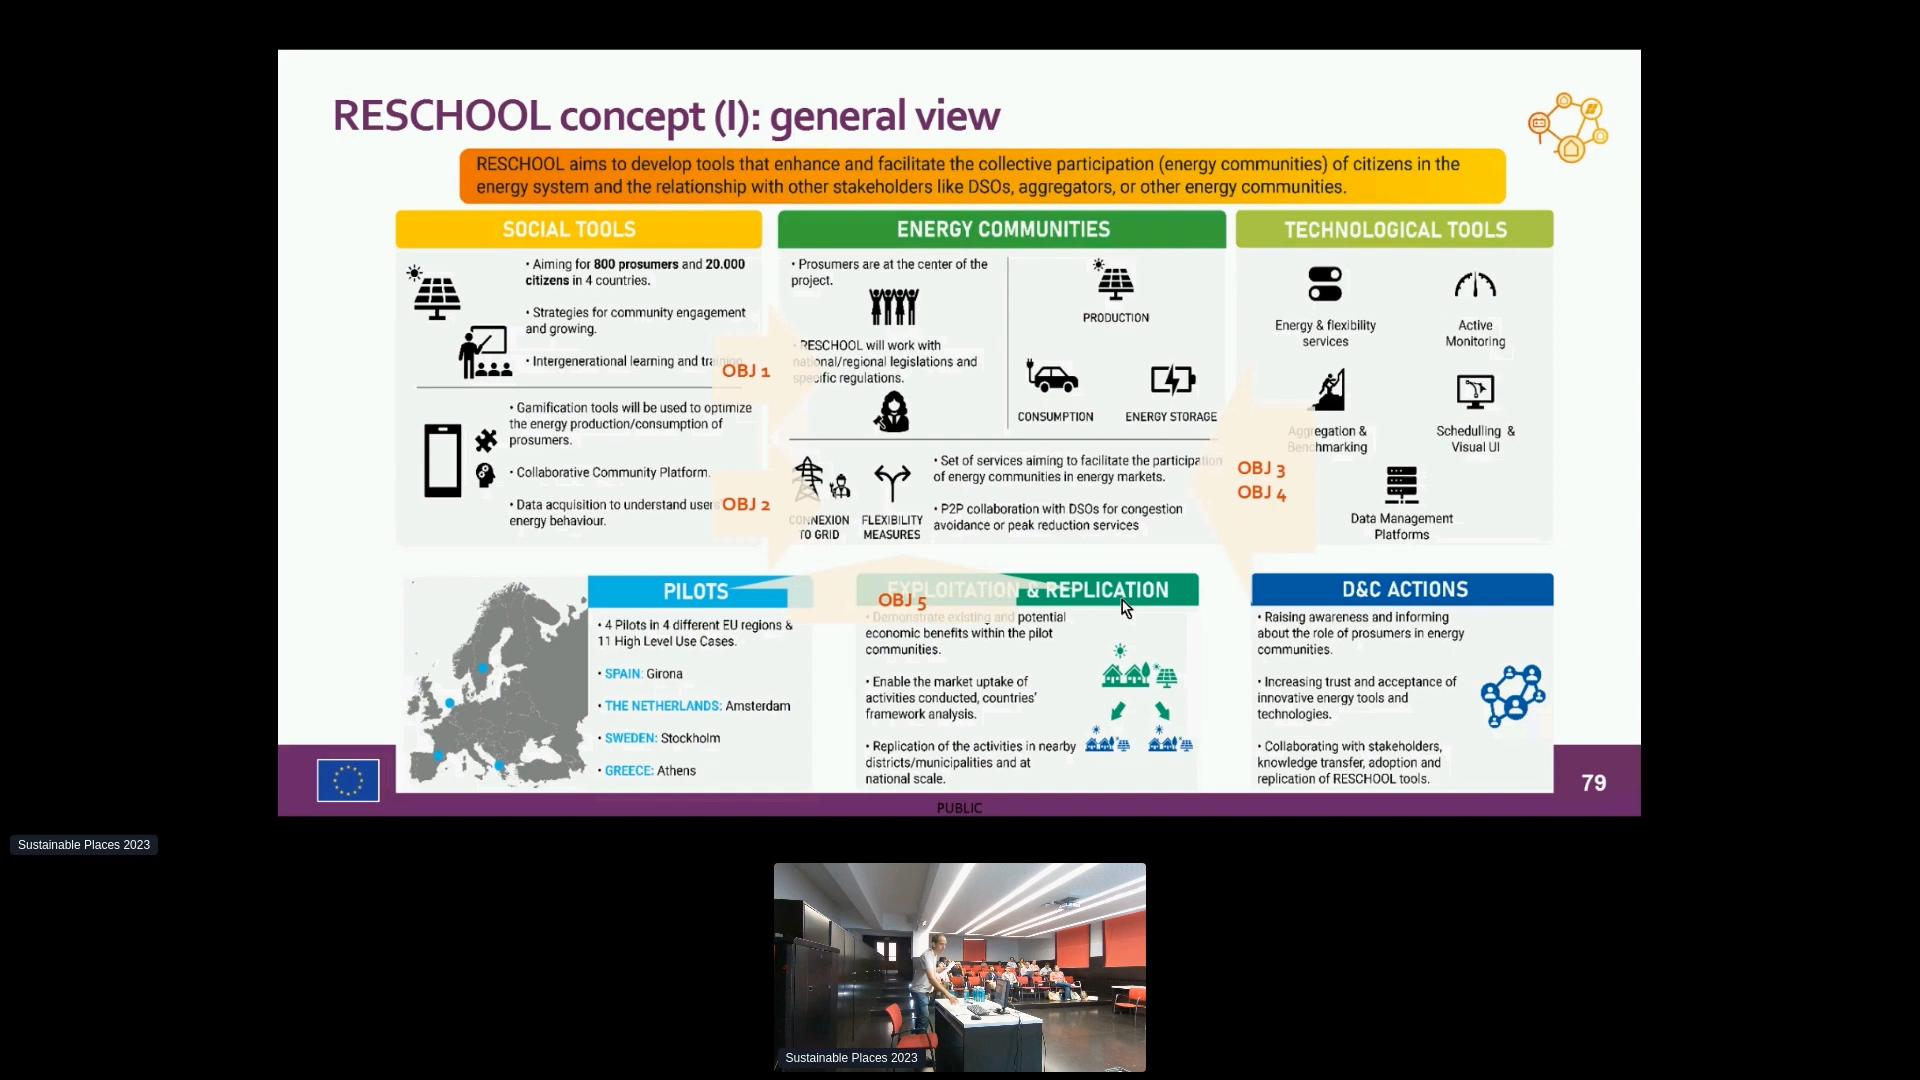 RESCHOOL concept (I): general view
RESCHOOL aims to develop tools that enhance and facilitate the collective participation (energy communities) of citizens in the
energy system and the relationship with other stakeholders like DSOs, aggregators, or other energy communities.
SOCIAL TOOLS
• Aiming for 800 prosumers and 20.000
citizens in 4 countries.
• Strategies for community engagement
and growing.
• Intergenerational learning and training
OBJ 1
• Gamification tools will be used to optimize
the energy production/consumption of
prosumers.
• Collaborative Community Platform.
• Data acquisition to understand users
energy behaviour.
OBJ 2
ENERGY COMMUNITIES
• Prosumers are at the center of the
project.
• RESCHOOL will work with
national/regional legislations and
specific regulations.
PRODUCTION
CONSUMPTION
ENERGY STORAGE
CONNEXION
TO GRID
FLEXIBILITY
MEASURES
• Set of services aiming to facilitate the participation
of energy communities in energy markets.
• P2P collaboration with DSOs for congestion
avoidance or peak reduction services
TECHNOLOGICAL TOOLS
Energy & flexibility
services
Active
Monitoring
Aggregation &
Benchmarking
Schedulling &
Visual UI
Data Management
Platforms
OBJ 3
OBJ 4
PILOTS
• 4 Pilots in 4 different EU regions &
11 High Level Use Cases.
• SPAIN: Girona
• THE NETHERLANDS: Amsterdam
• SWEDEN: Stockholm
• GREECE: Athens
EXPLOITATION & REPLICATION
OBJ 5
• Demonstrate existing and potential
economic benefits within the pilot
communities.
• Enable the market uptake of
activities conducted, countries'
framework analysis.
• Replication of the activities in nearby
districts/municipalities and at
national scale.
D&C ACTIONS
• Raising awareness and informing
about the role of prosumers in energy
communities.
• Increasing trust and acceptance of
innovative energy tools and
technologies.
• Collaborating with stakeholders,
knowledge transfer, adoption and
replication of RESCHOOL tools.
79
PUBLIC
Sustainable Places 2023
Sustainable Places 2023